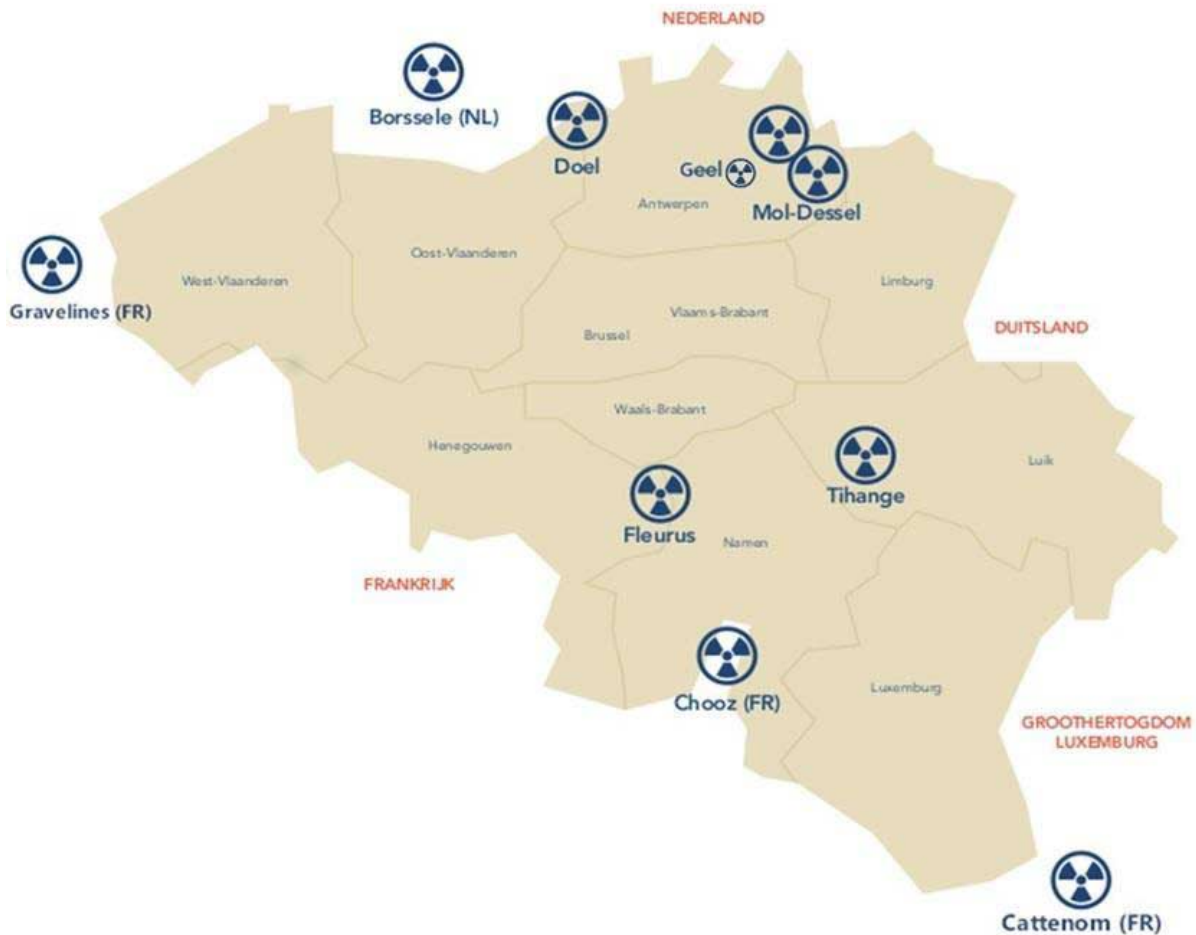 NEDERLAND
Borssele (NL)
Doel
Geel
Mol-Dessel
Antwerpen
Oost-Vlaanderen
West-Vlaanderen
Limburg
Gravelines (FR)
Vlaams-Brabant
DUITSLAND
Brussel
Waals-Brabant
Henegouwen
Luik
Tihange
Fleurus
Namen
FRANKRIJK
Luxemburg
Chooz (FR)
GROOTHERTOGDOM
LUXEMBURG
Cattenom (FR)